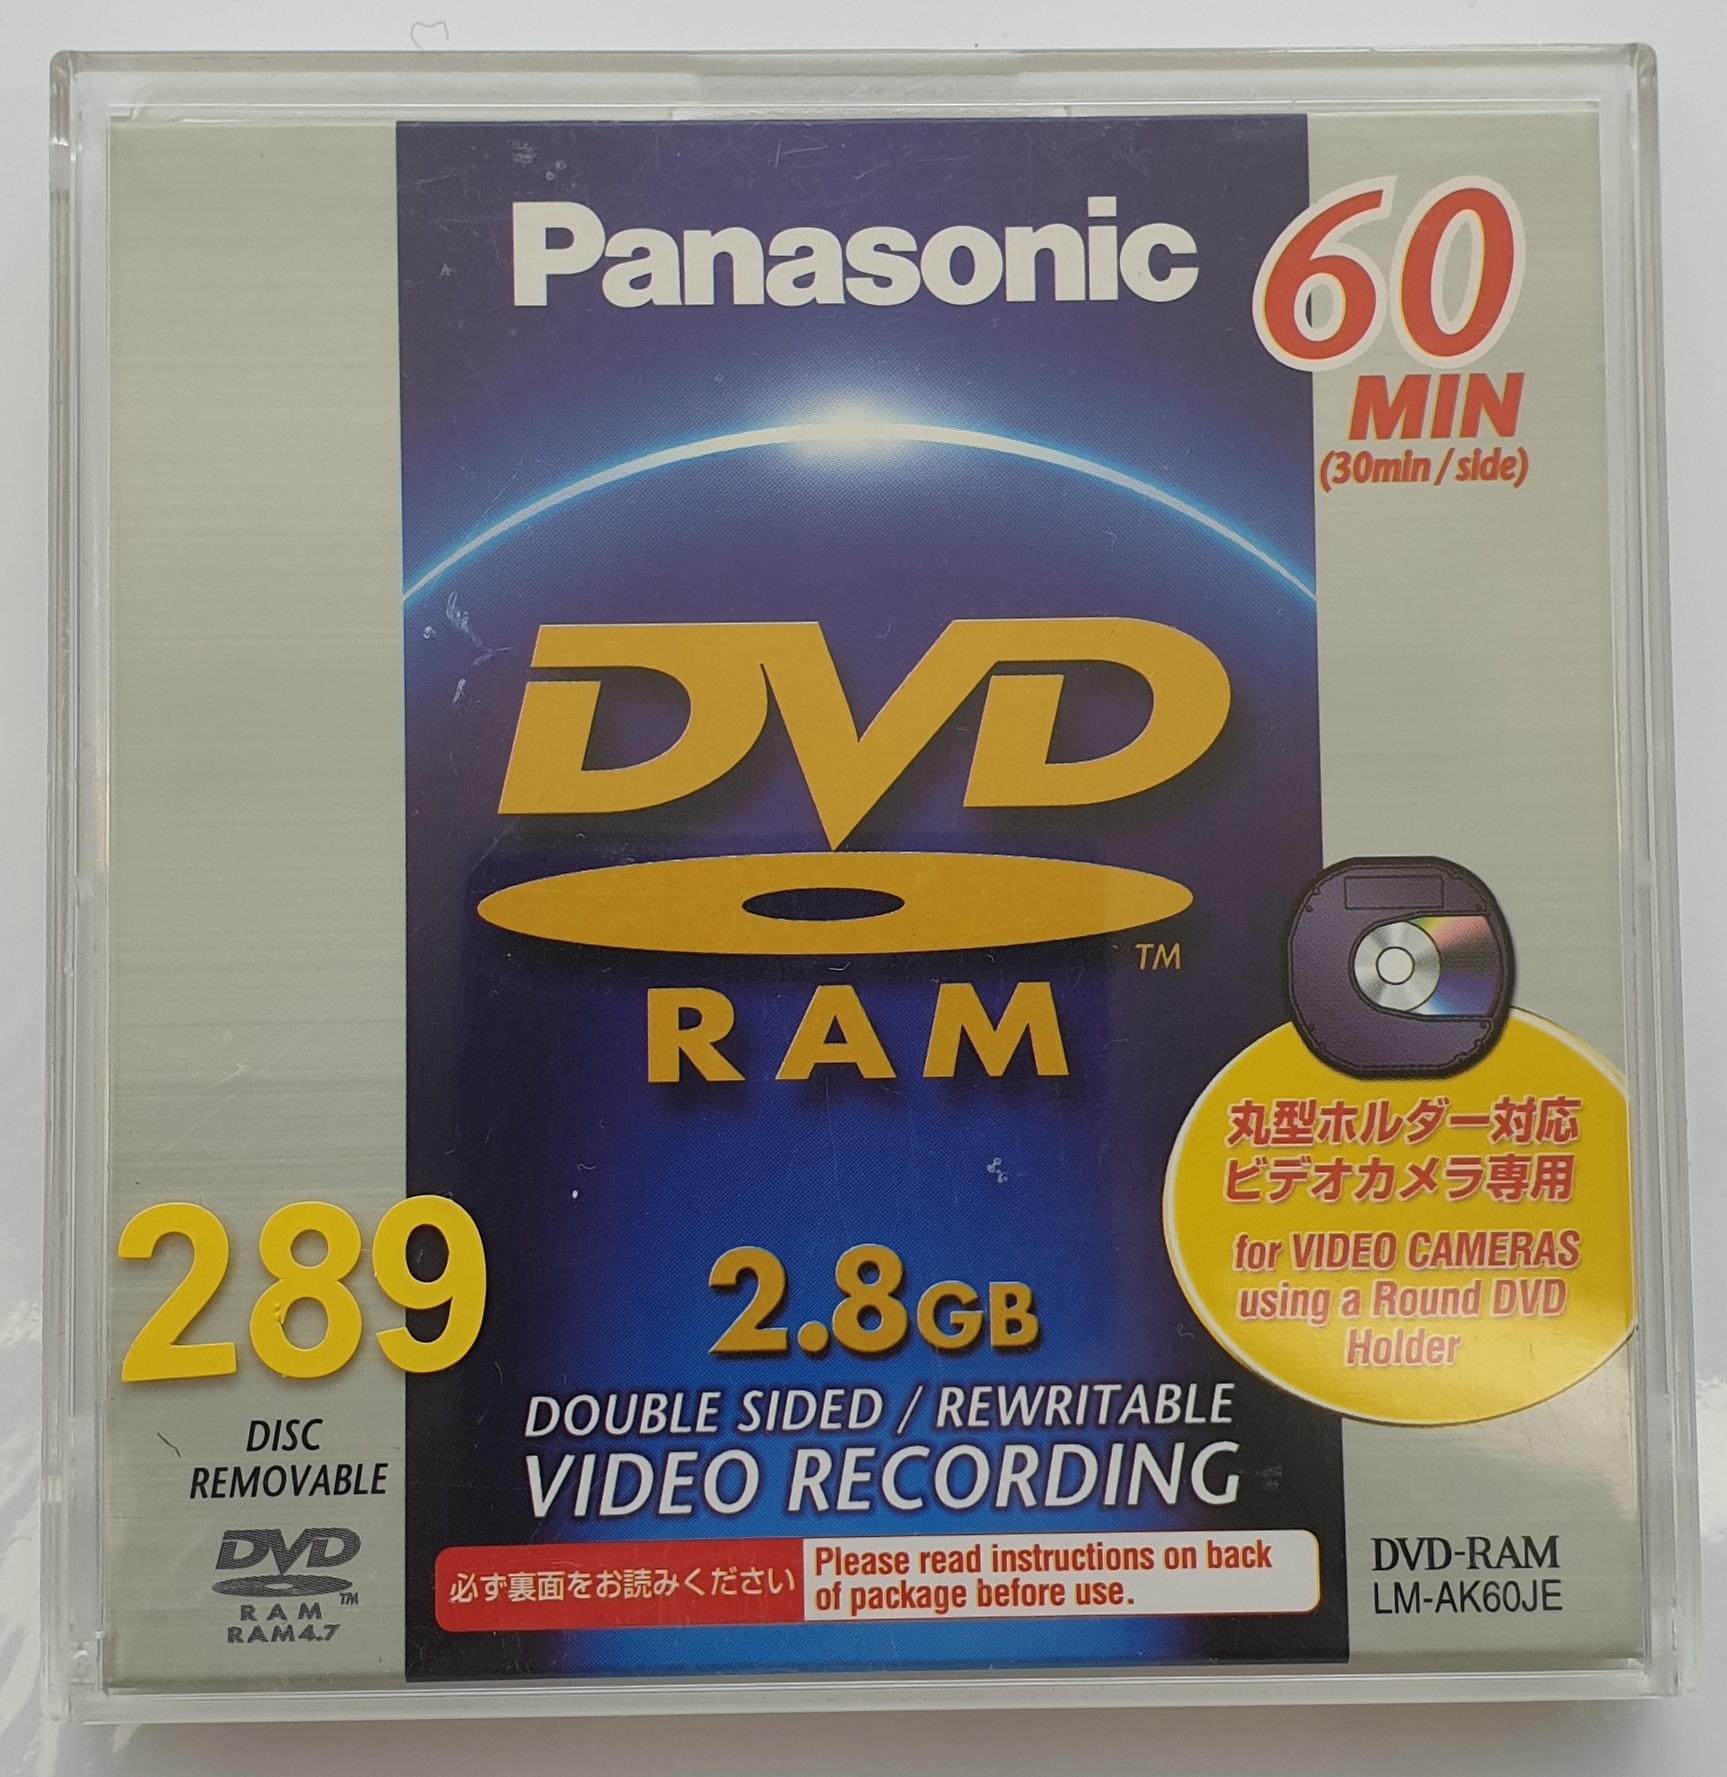 Panasonic
60
MIN
(30min/side)
DVD
TM
RAM
丸型ホルダー対応
ビデオカメラ専用
for VIDEO CAMERAS
using a Round DVD
Holder
289
2.8GB
DOUBLE SIDED / REWRITABLE
VIDEO RECORDING
DISC
REMOVABLE
DVD
TM
RAM
RAM4.7
必ず裏面をお読みください
Please read instructions on back
of package before use.
DVD-RAM
LM-AK60JE